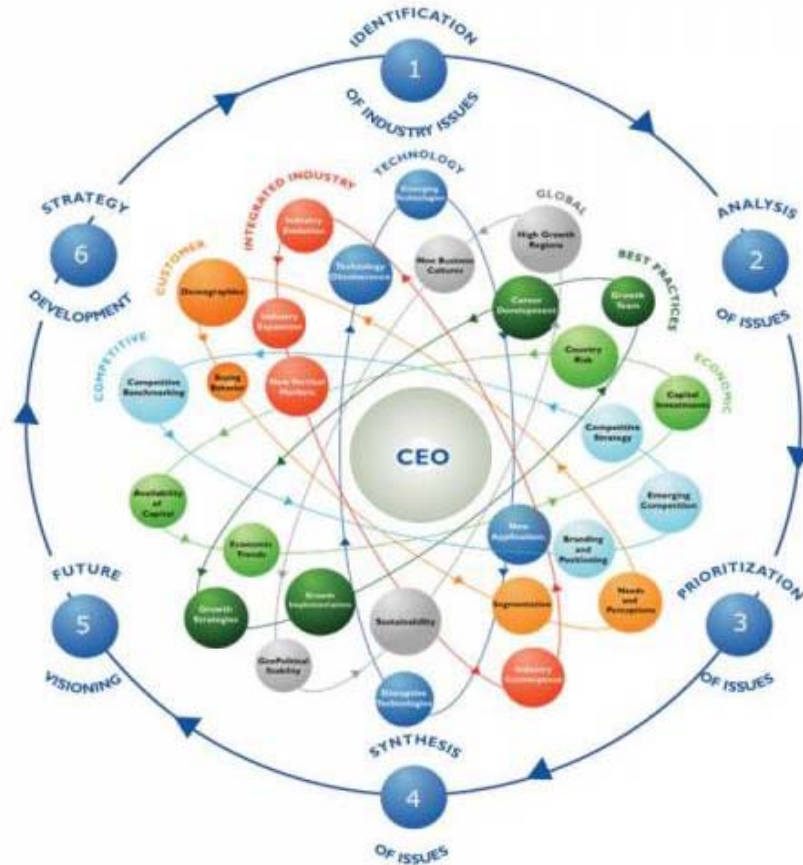 IDENTIFICATION
1
OF INDUSTRY ISSUES
ANALYSIS
2
OF ISSUES
PRIORITIZATION
3
OF ISSUES
SYNTHESIS
4
OF ISSUES
FUTURE
5
VISIONING
STRATEGY
6
DEVELOPMENT
TECHNOLOGY
Emerging
Technologies
Technology
Obsolescence
New
Applications
Disruptive
Technologies
GLOBAL
High Growth
Regions
New Business
Cultures
Sustainability
GeoPolitical
Stability
BEST PRACTICES
Career
Development
Growth
Team
Growth
Implementation
Growth
Strategies
ECONOMIC
Country
Risk
Capital
Investments
Availability
of
Capital
Economic
Trends
INTEGRATED INDUSTRY
Industry
Evolution
Industry
Expansion
New Vertical
Markets
Industry
Convergence
CUSTOMER
Demographics
Buying
Behavior
Segmentation
Needs
and
Perceptions
COMPETITIVE
Competitive
Benchmarking
Competitive
Strategy
Emerging
Competition
Branding
and
Positioning
CEO